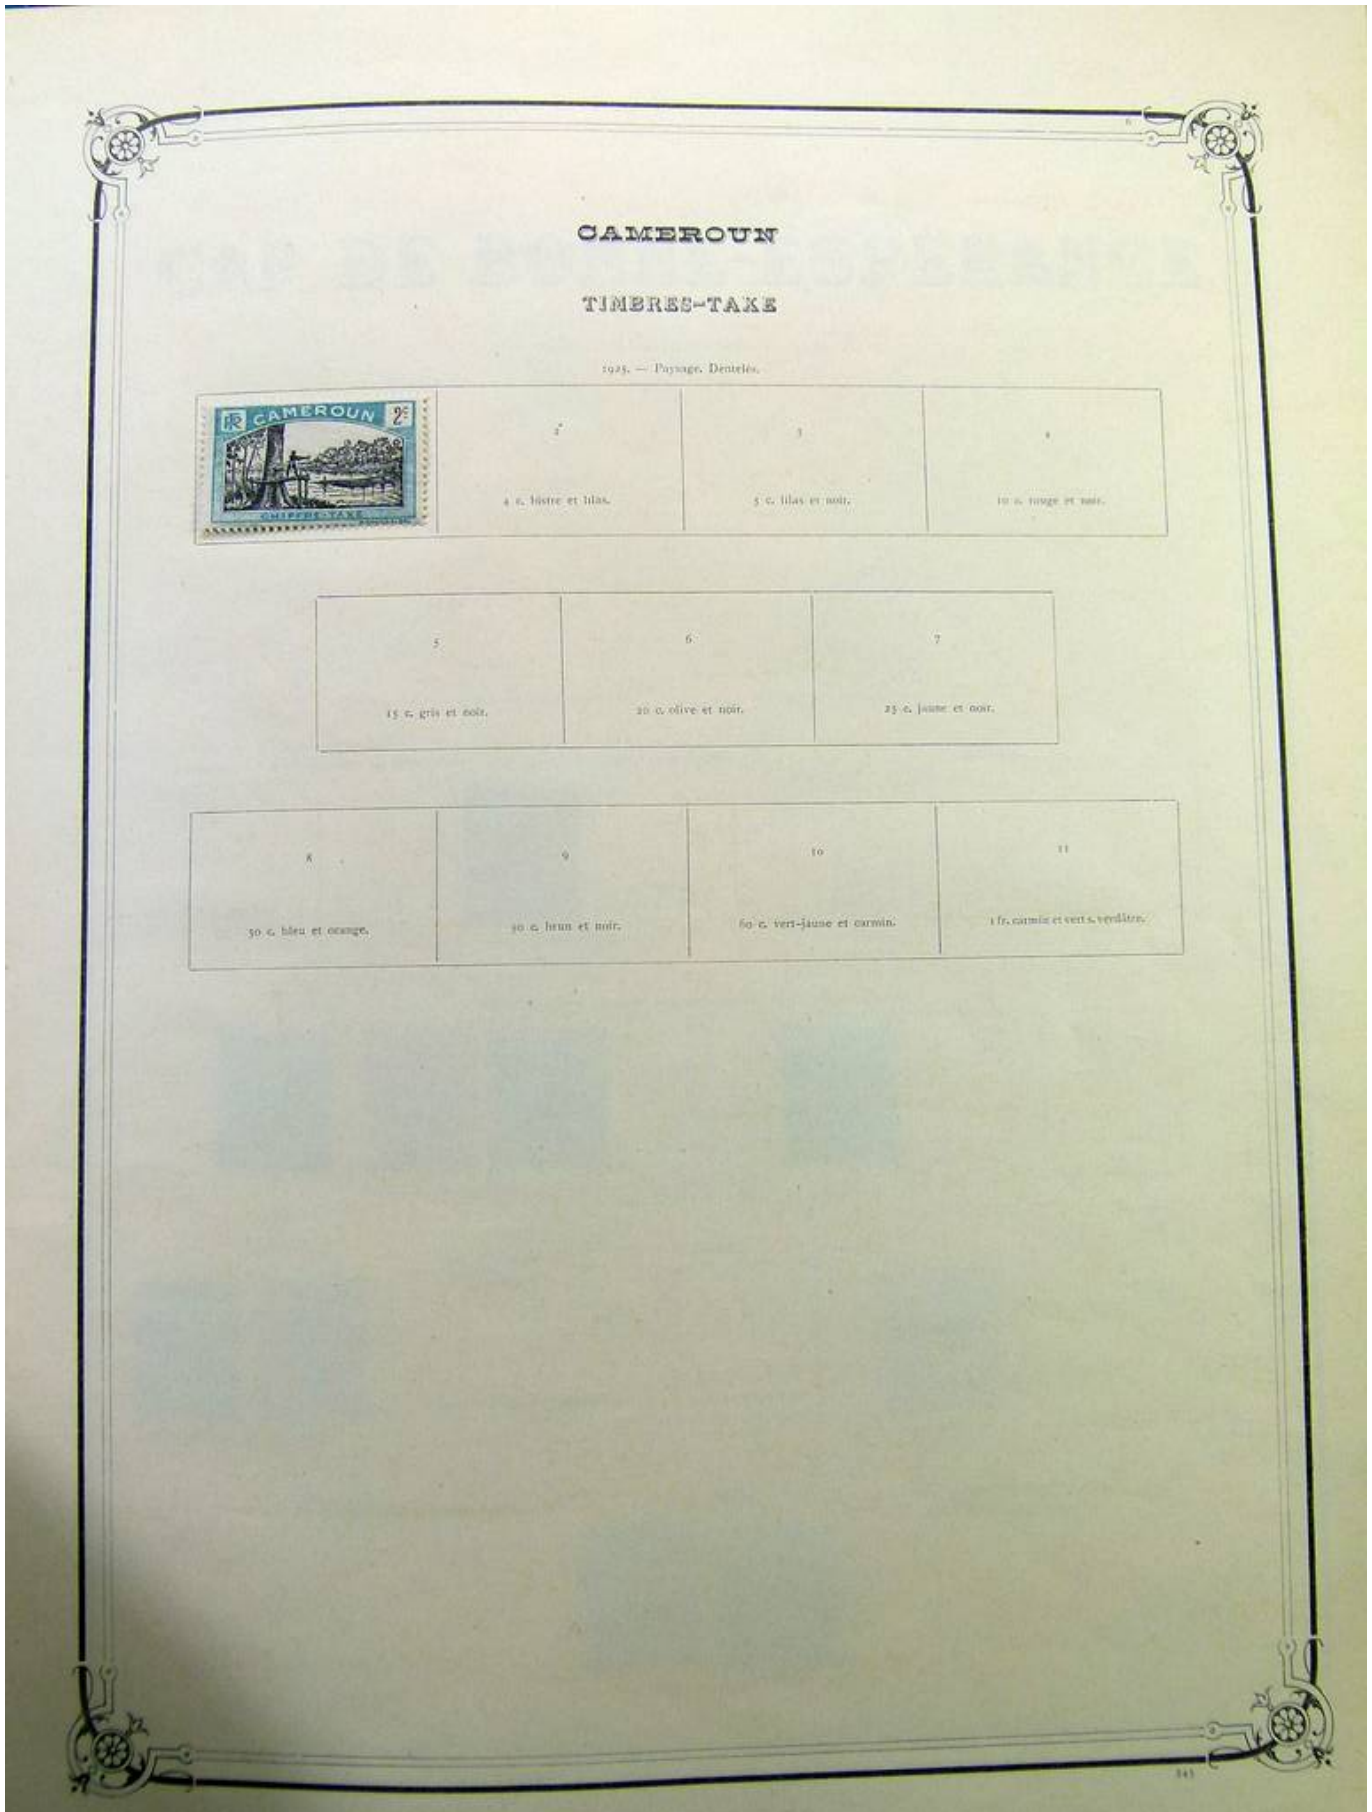 CAMEROUN
TIMBRES-TAXE
1925. — Paysage. Dentelés.
RF CAMEROUN 2c
CHIFFRE-TAXE
2
3
4
4 c. bistre et lilas.
5 c. lilas et noir.
10 c. rouge et noir.
5
6
7
15 c. gris et noir.
20 c. olive et noir.
25 c. jaune et noir.
8
9
10
11
50 c. bleu et orange.
50 c. brun et noir.
60 c. vert-jaune et carmin.
1 fr. carmin et vert s. verdâtre.